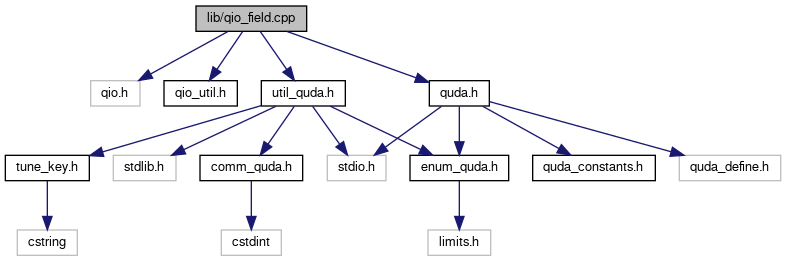 lib/qio_field.cpp
qio.h
qio_util.h
util_quda.h
quda.h
tune_key.h
stdlib.h
comm_quda.h
stdio.h
enum_quda.h
quda_constants.h
quda_define.h
cstring
cstdint
limits.h